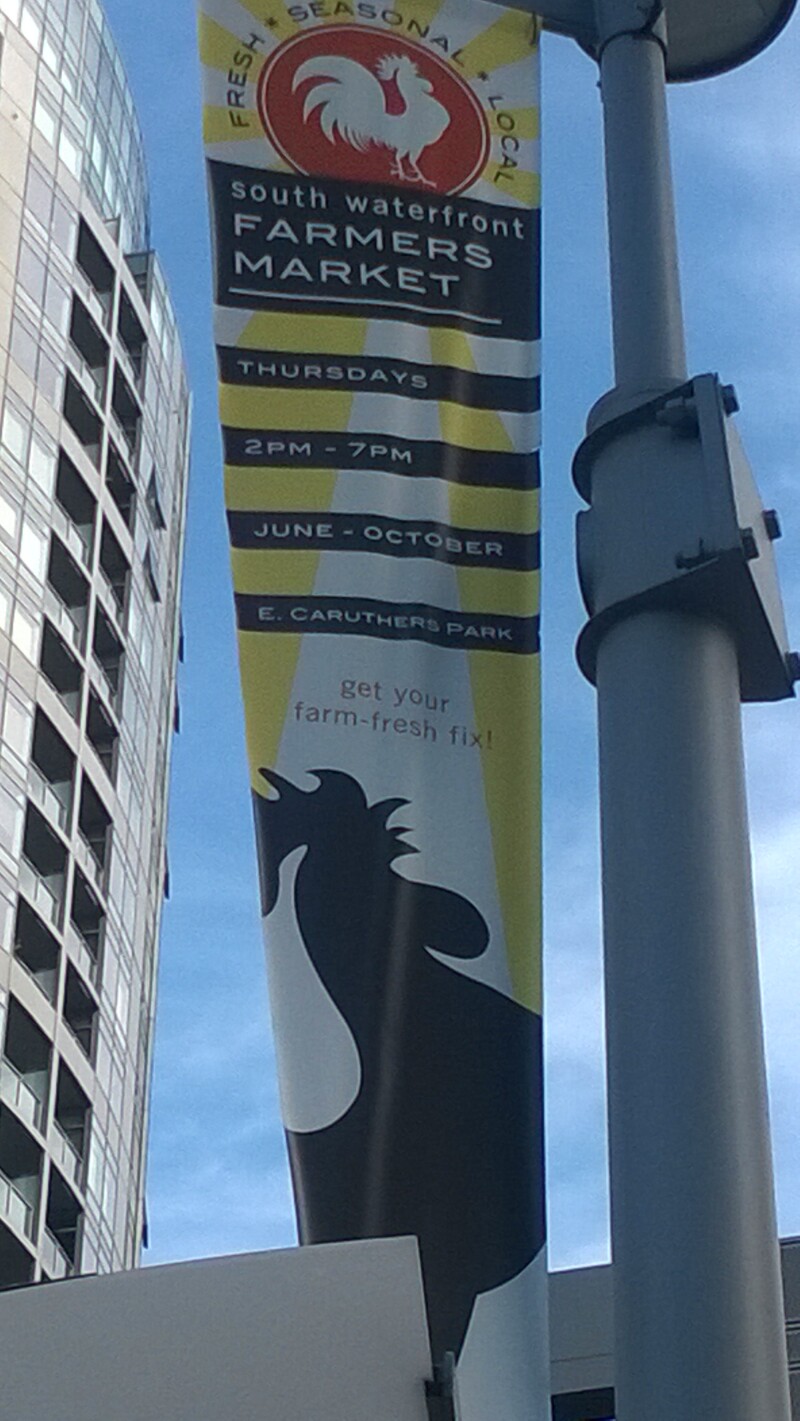 FRESH * SEASONAL * LOCAL
south waterfront
FARMERS
MARKET
THURSDAYS
2PM - 7PM
JUNE - OCTOBER
E. CARUTHERS PARK
get your
farm-fresh fix!